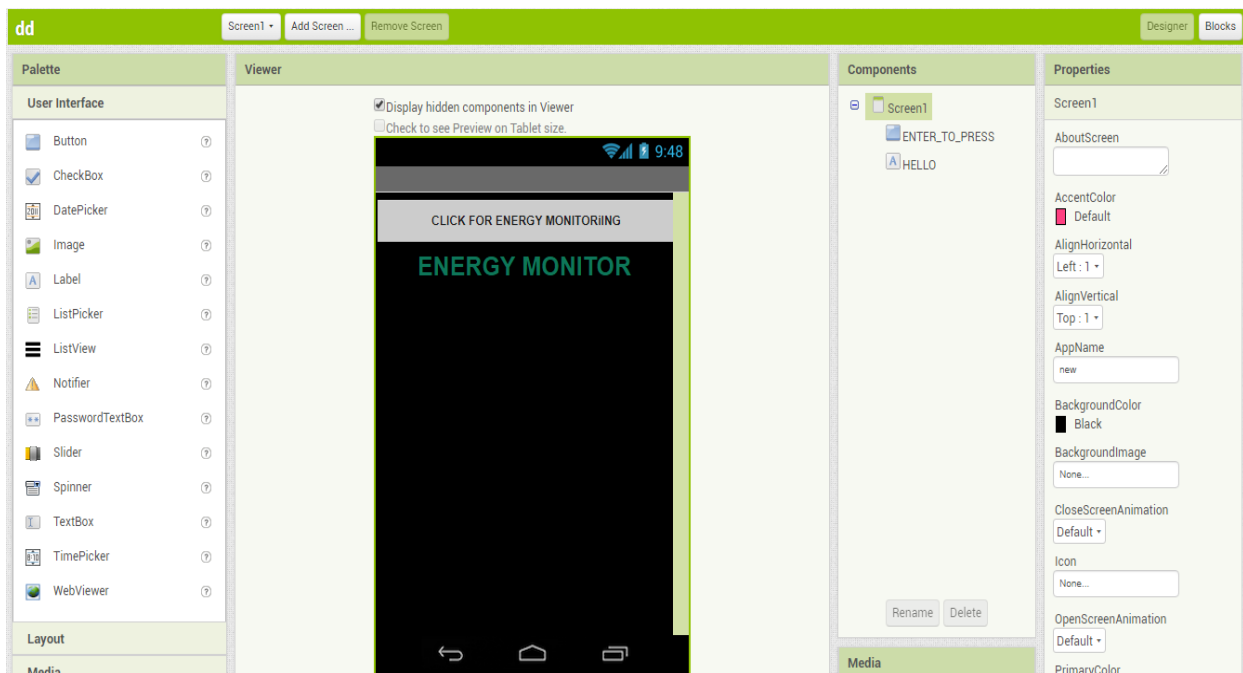 dd
Screen1
Add Screen ...
Remove Screen
Designer
Blocks
Palette
User Interface
Button
CheckBox
DatePicker
Image
Label
ListPicker
ListView
Notifier
PasswordTextBox
Slider
Spinner
TextBox
TimePicker
WebViewer
Layout
Media
Viewer
Display hidden components in Viewer
Check to see Preview on Tablet size.
9:48
CLICK FOR ENERGY MONITORiING
ENERGY MONITOR
Components
Screen1
ENTER_TO_PRESS
HELLO
Rename
Delete
Media
Properties
Screen1
AboutScreen
AccentColor
Default
AlignHorizontal
Left : 1
AlignVertical
Top : 1
AppName
new
BackgroundColor
Black
BackgroundImage
None...
CloseScreenAnimation
Default
Icon
None...
OpenScreenAnimation
Default
PrimaryColor